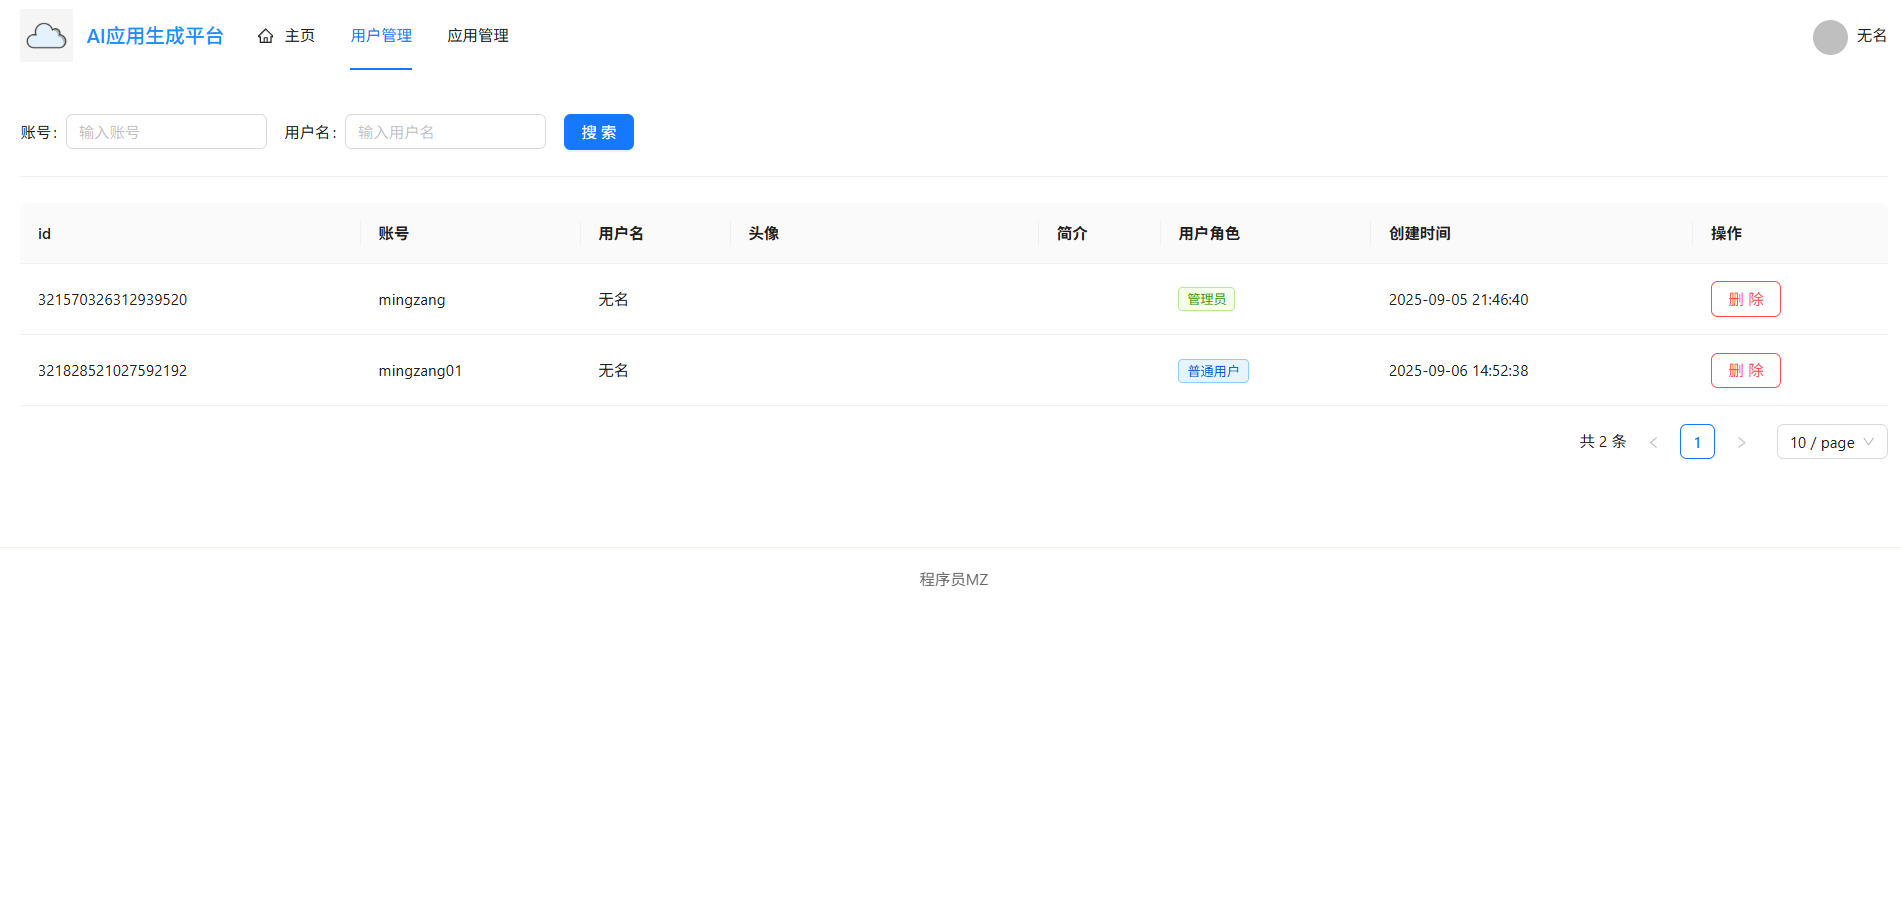 AI应用生成平台 主页 用户管理 应用管理 无名
账号: 输入账号 用户名: 输入用户名 搜 索
id 账号 用户名 头像 简介 用户角色 创建时间 操作
321570326312939520 mingzang 无名 管理员 2025-09-05 21:46:40 删 除
321828521027592192 mingzang01 无名 普通用户 2025-09-06 14:52:38 删 除
共 2 条 < 1 > 10 / page
程序员MZ